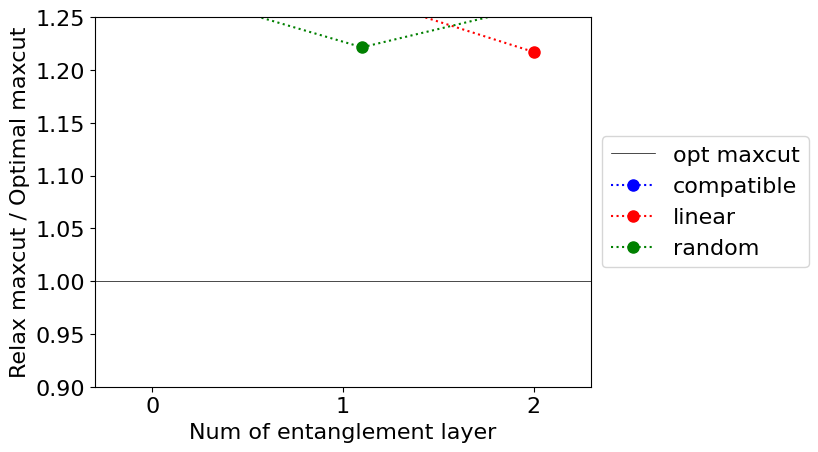 Relax maxcut / Optimal maxcut
1.25
1.20
1.15
1.10
1.05
1.00
0.95
0.90
0
1
2
Num of entanglement layer
opt maxcut
compatible
linear
random